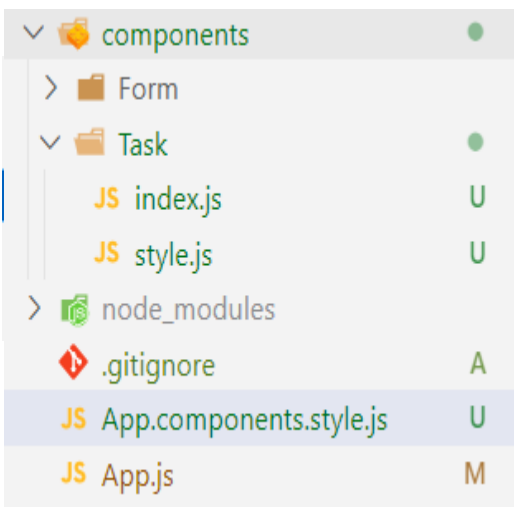 components
Form
Task
JS index.js U
JS style.js U
node_modules
.gitignore A
JS App.components.style.js U
JS App.js M